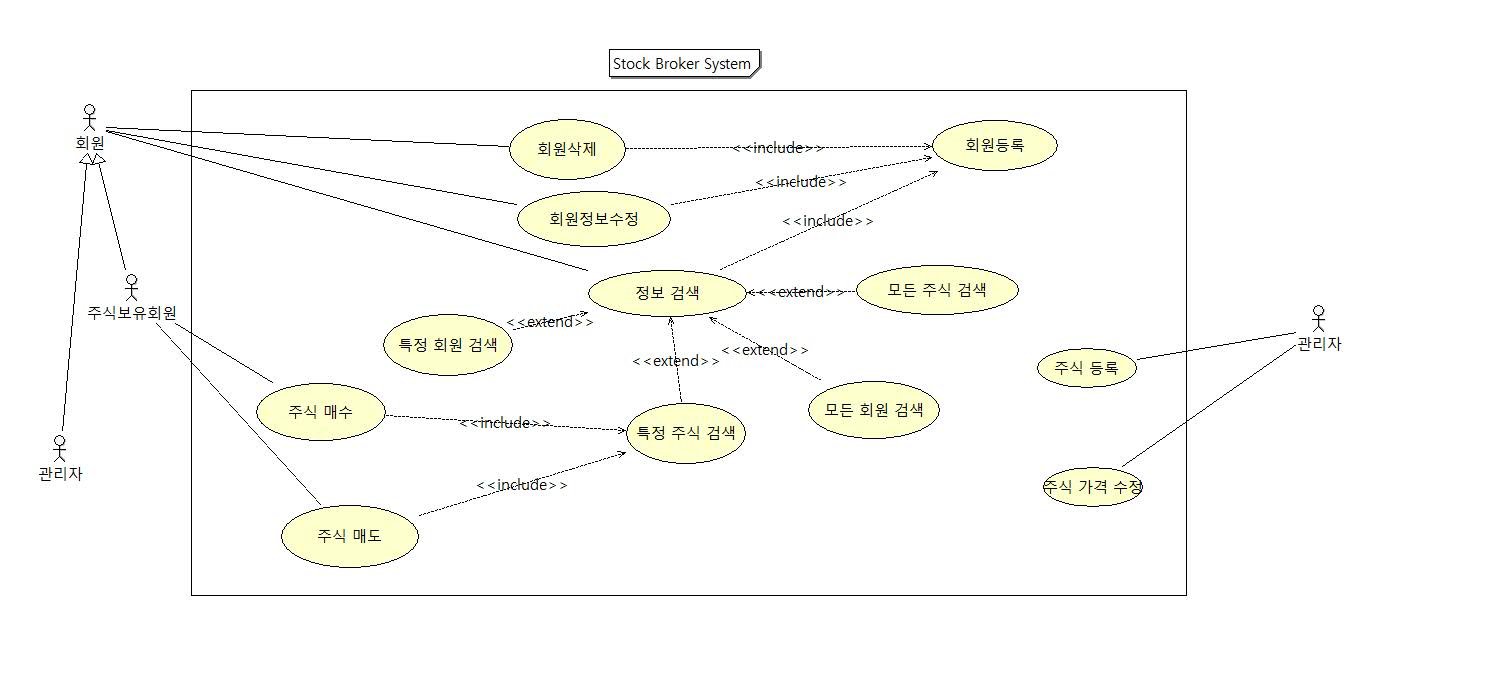 Stock Broker System
회원
회원삭제
<<include>>
회원등록
<<include>>
회원정보수정
<<include>>
정보 검색
<<extend>>
모든 주식 검색
주식보유회원
<<extend>>
특정 회원 검색
<<extend>>
<<extend>>
관리자
주식 등록
주식 매수
<<include>>
특정 주식 검색
모든 회원 검색
관리자
<<include>>
주식 가격 수정
주식 매도